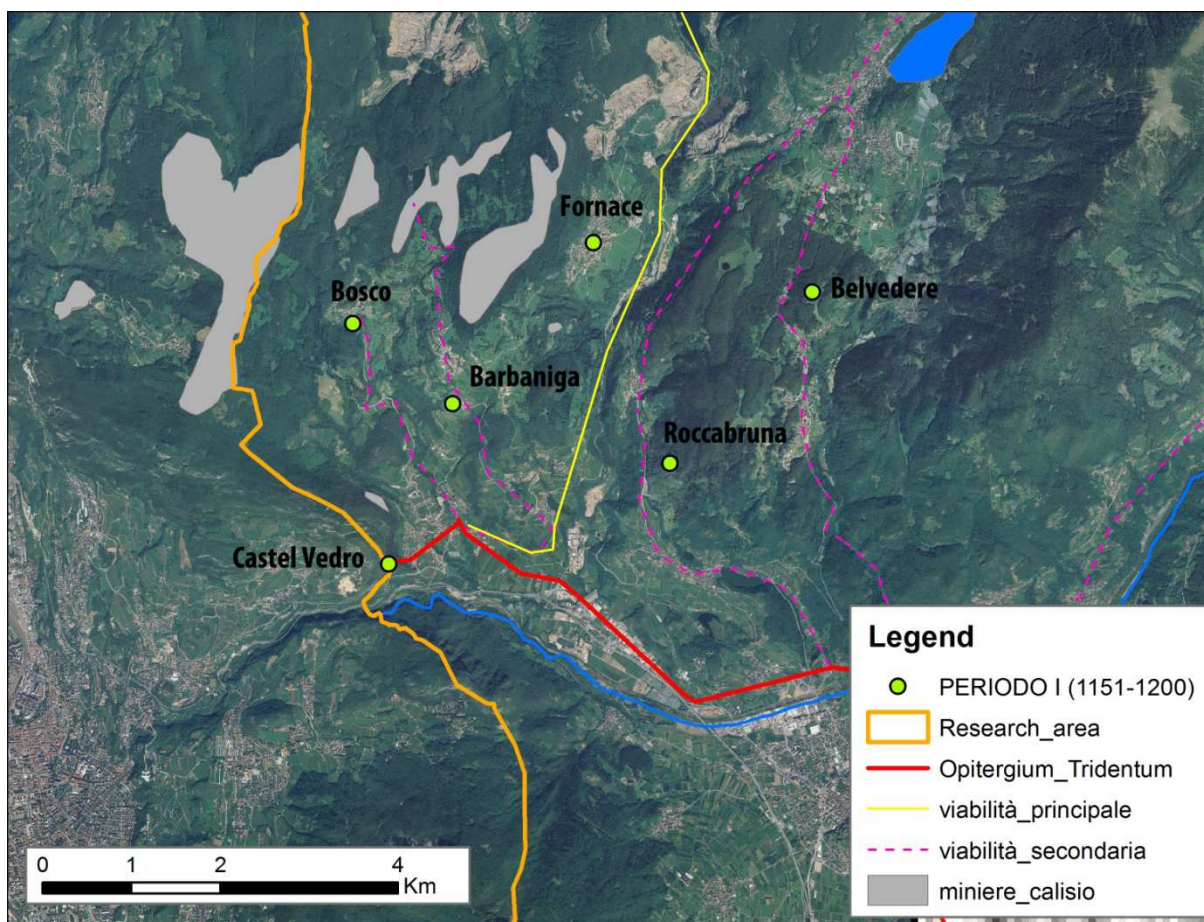 Fornace
Bosco
Belvedere
Barbaniga
Roccabruna
Castel Vedro
Legend
PERIODO I (1151-1200)
Research_area
Opitergium_Tridentum
viabilità_principale
viabilità_secondaria
miniere_calisio
0 1 2 4
Km